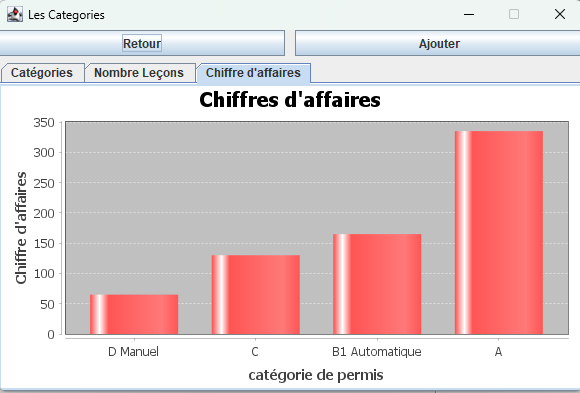 Les Categories
Retour
Ajouter
Catégories
Nombre Leçons
Chiffre d'affaires
Chiffres d'affaires
Chiffre d'affaires
350
300
250
200
150
100
50
0
D Manuel
C
B1 Automatique
A
catégorie de permis